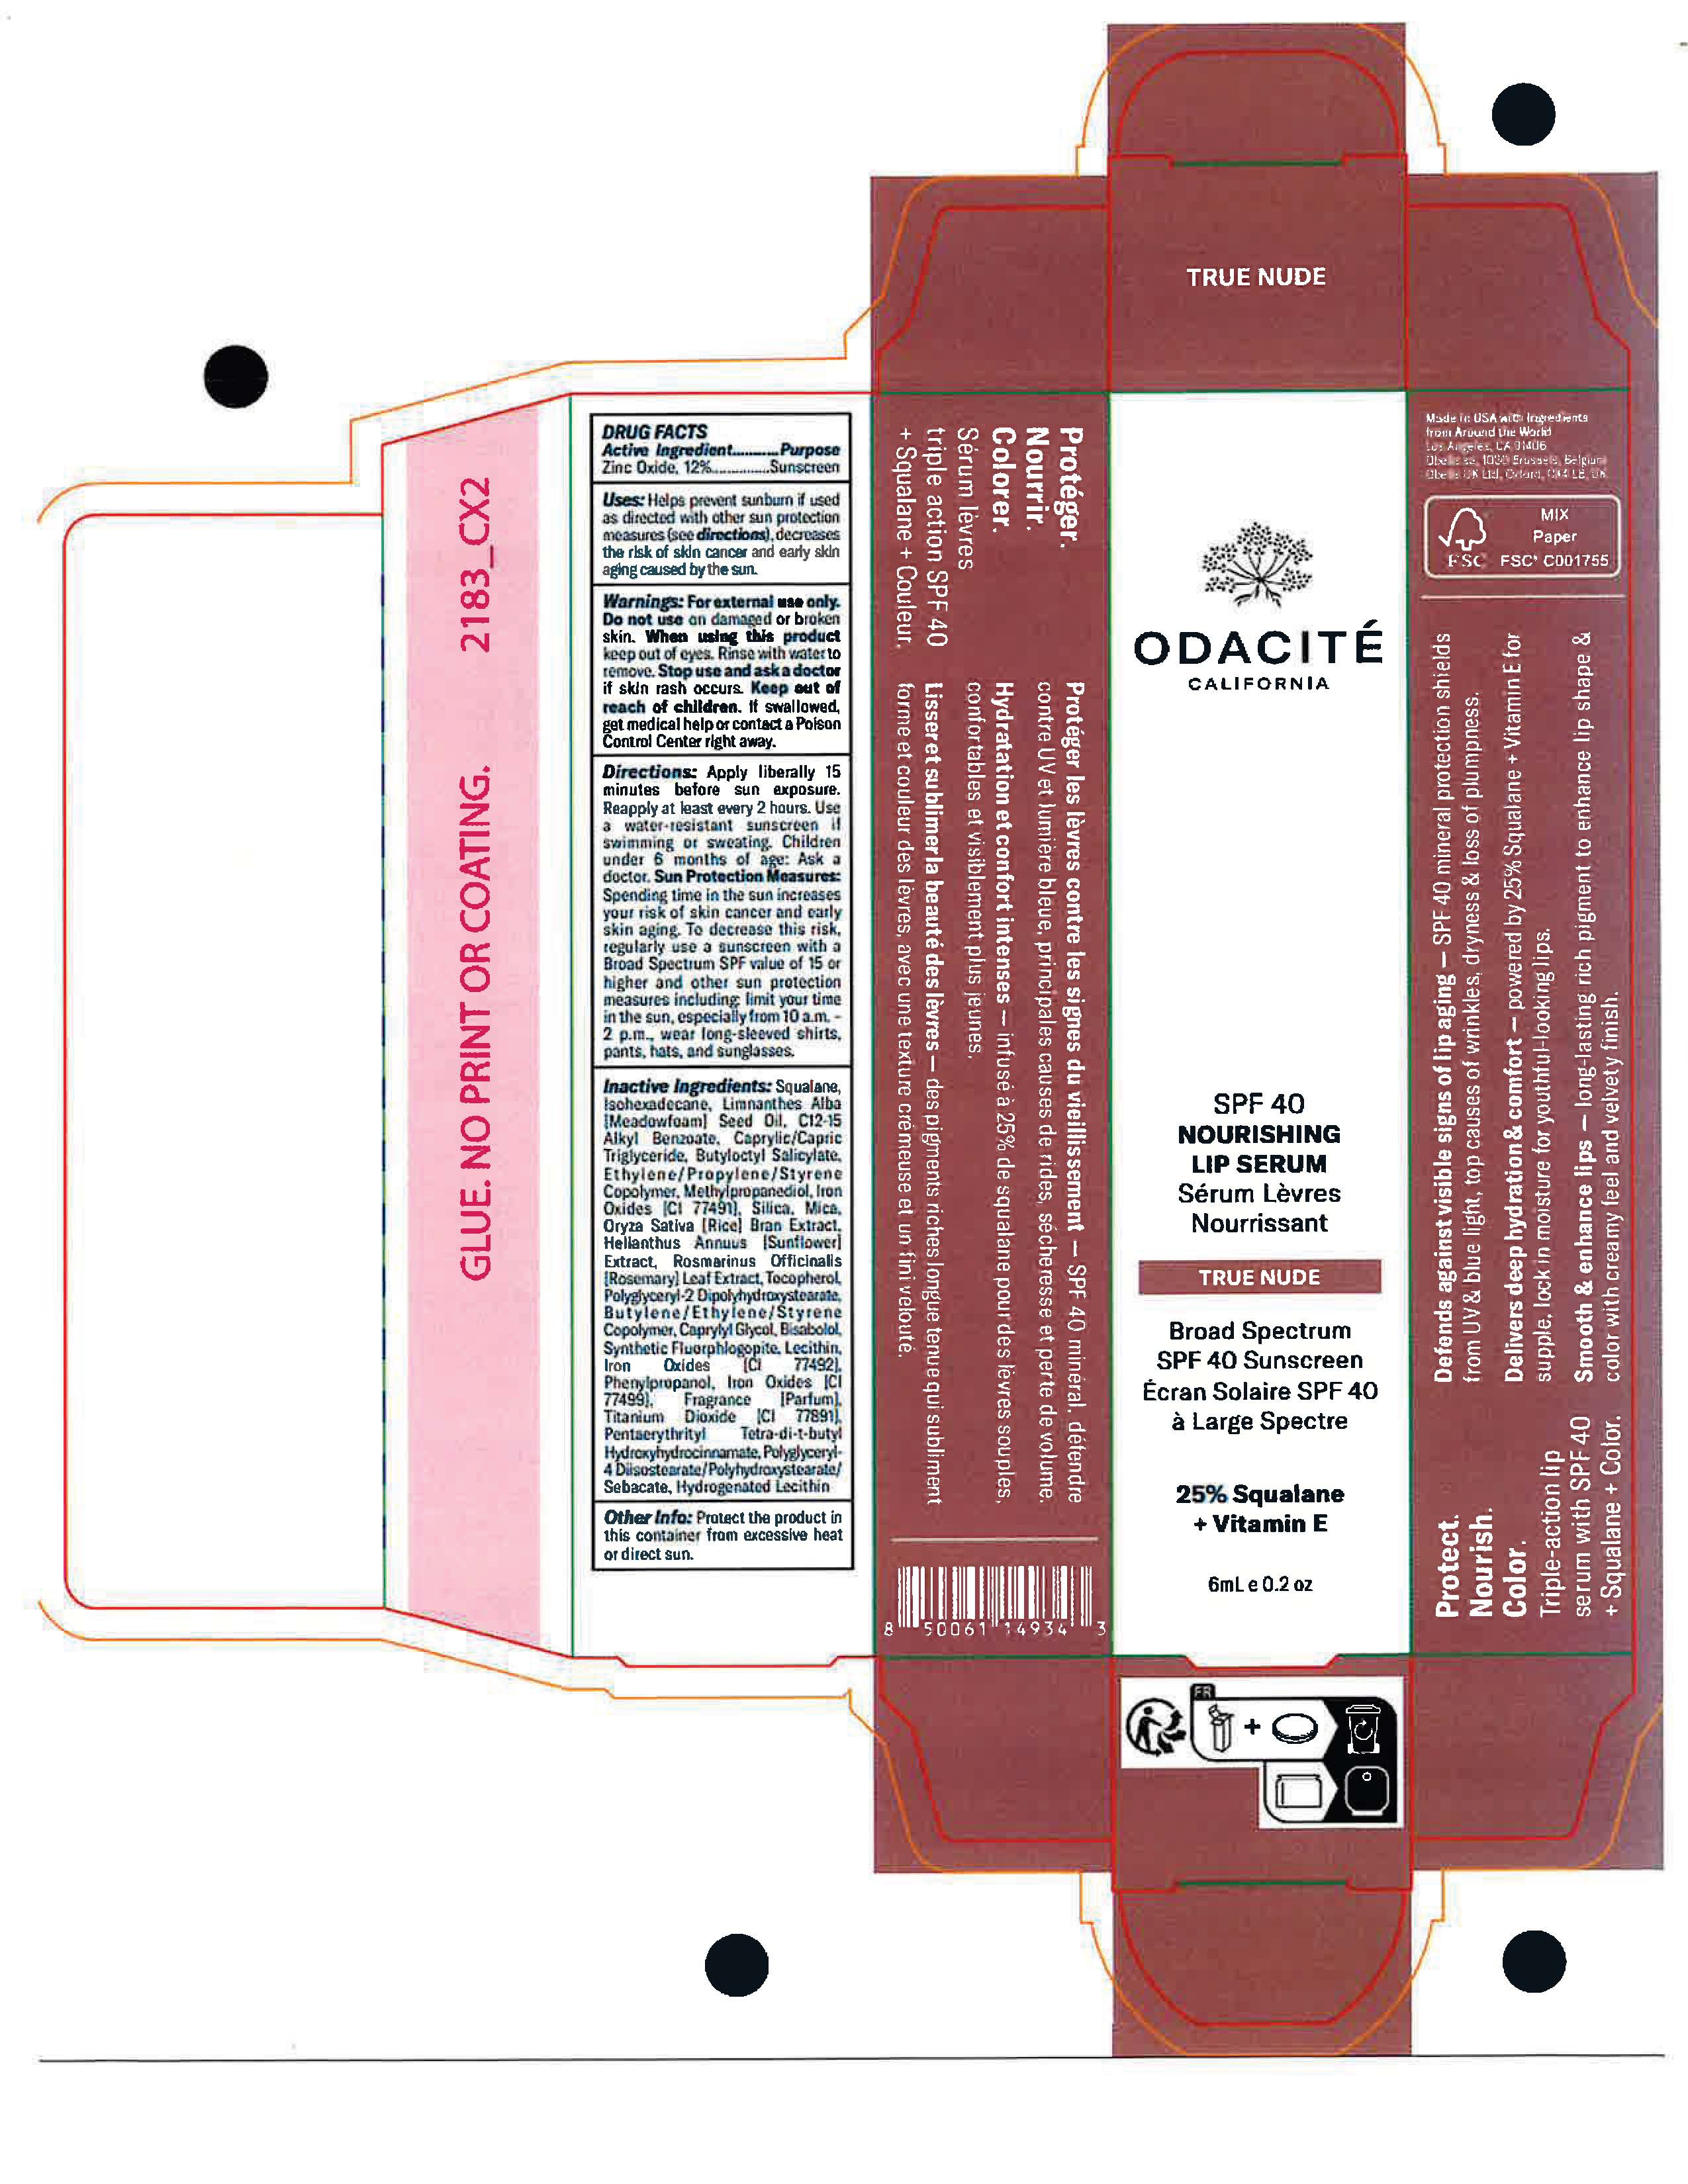 TRUE NUDE
GLUE. NO PRINT OR COATING. 2183_CX2
DRUG FACTS
Active Ingredient...........Purpose
Zinc Oxide, 12%..............Sunscreen
Uses: Helps prevent sunburn if used
as directed with other sun protection
measures (see directions), decreases
the risk of skin cancer and early skin
aging caused by the sun.
Warnings: For external use only.
Do not use on damaged or broken
skin. When using this product
keep out of eyes. Rinse with water to
remove. Stop use and ask a doctor
if skin rash occurs. Keep out of
reach of children. If swallowed,
get medical help or contact a Poison
Control Center right away.
Directions: Apply liberally 15
minutes before sun exposure.
Reapply at least every 2 hours. Use
a water-resistant sunscreen if
swimming or sweating. Children
under 6 months of age: Ask a
doctor. Sun Protection Measures:
Spending time in the sun increases
your risk of skin cancer and early
skin aging. To decrease this risk,
regularly use a sunscreen with a
Broad Spectrum SPF value of 15 or
higher and other sun protection
measures including: limit your time
in the sun, especially from 10 a.m. -
2 p.m., wear long-sleeved shirts,
pants, hats, and sunglasses.
Inactive Ingredients: Squalane,
Isohexadecane, Limnanthes Alba
[Meadowfoam] Seed Oil, C12-15
Alkyl Benzoate, Caprylic/Capric
Triglyceride, Butyloctyl Salicylate,
Ethylene/Propylene/Styrene
Copolymer, Methylpropanediol, Iron
Oxides [CI 77491], Silica, Mica,
Oryza Sativa [Rice] Bran Extract,
Helianthus Annuus [Sunflower]
Extract, Rosmarinus Officinalis
[Rosemary] Leaf Extract, Tocopherol,
Polyglyceryl-2 Dipolyhydroxystearate,
Butylene/Ethylene/Styrene
Copolymer, Caprylyl Glycol, Bisabolol,
Synthetic Fluorphlogopite, Lecithin,
Iron Oxides [CI 77492],
Phenylpropanol, Iron Oxides [CI
77499], Fragrance [Parfum],
Titanium Dioxide [CI 77891],
Pentaerythrityl Tetra-di-t-butyl
Hydroxyhydrocinnamate, Polyglyceryl-
4 Diisostearate/Polyhydroxystearate/
Sebacate, Hydrogenated Lecithin
Other Info: Protect the product in
this container from excessive heat
or direct sun.
Protéger.
Nourrir.
Colorer.
Sérum lèvres
triple action SPF 40
+ Squalane + Couleur.
Protéger les lèvres contre les signes du vieillissement — SPF 40 minéral, défendre
contre UV et lumière bleue, principales causes de rides, sécheresse et perte de volume.
Hydratation et confort intenses — infusé à 25% de squalane pour des lèvres souples,
confortables et visiblement plus jeunes.
Lisser et sublimer la beauté des lèvres — des pigments riches longue tenue qui subliment
forme et couleur des lèvres, avec une texture crémeuse et un fini velouté.
8 50061 14934 3
ODACITÉ
CALIFORNIA
SPF 40
NOURISHING
LIP SERUM
Sérum Lèvres
Nourrissant
TRUE NUDE
Broad Spectrum
SPF 40 Sunscreen
Écran Solaire SPF 40
à Large Spectre
25% Squalane
+ Vitamin E
6mL e 0.2 oz
FR
+
Made in USA with Ingredients
from Around the World
Los Angeles, CA 91406
1030 Brussels, Belgium
UK Ltd, Oxford, UK
FSC
MIX
Paper
FSC® C001755
Protect.
Nourish.
Color.
Triple-action lip
serum with SPF 40
+ Squalane + Color.
Defends against visible signs of lip aging — SPF 40 mineral protection shields
from UV & blue light, top causes of wrinkles, dryness & loss of plumpness.
Delivers deep hydration & comfort — powered by 25% Squalane + Vitamin E for
supple, lock in moisture for youthful-looking lips.
Smooth & enhance lips — long-lasting rich pigment to enhance lip shape &
color with creamy feel and velvety finish.